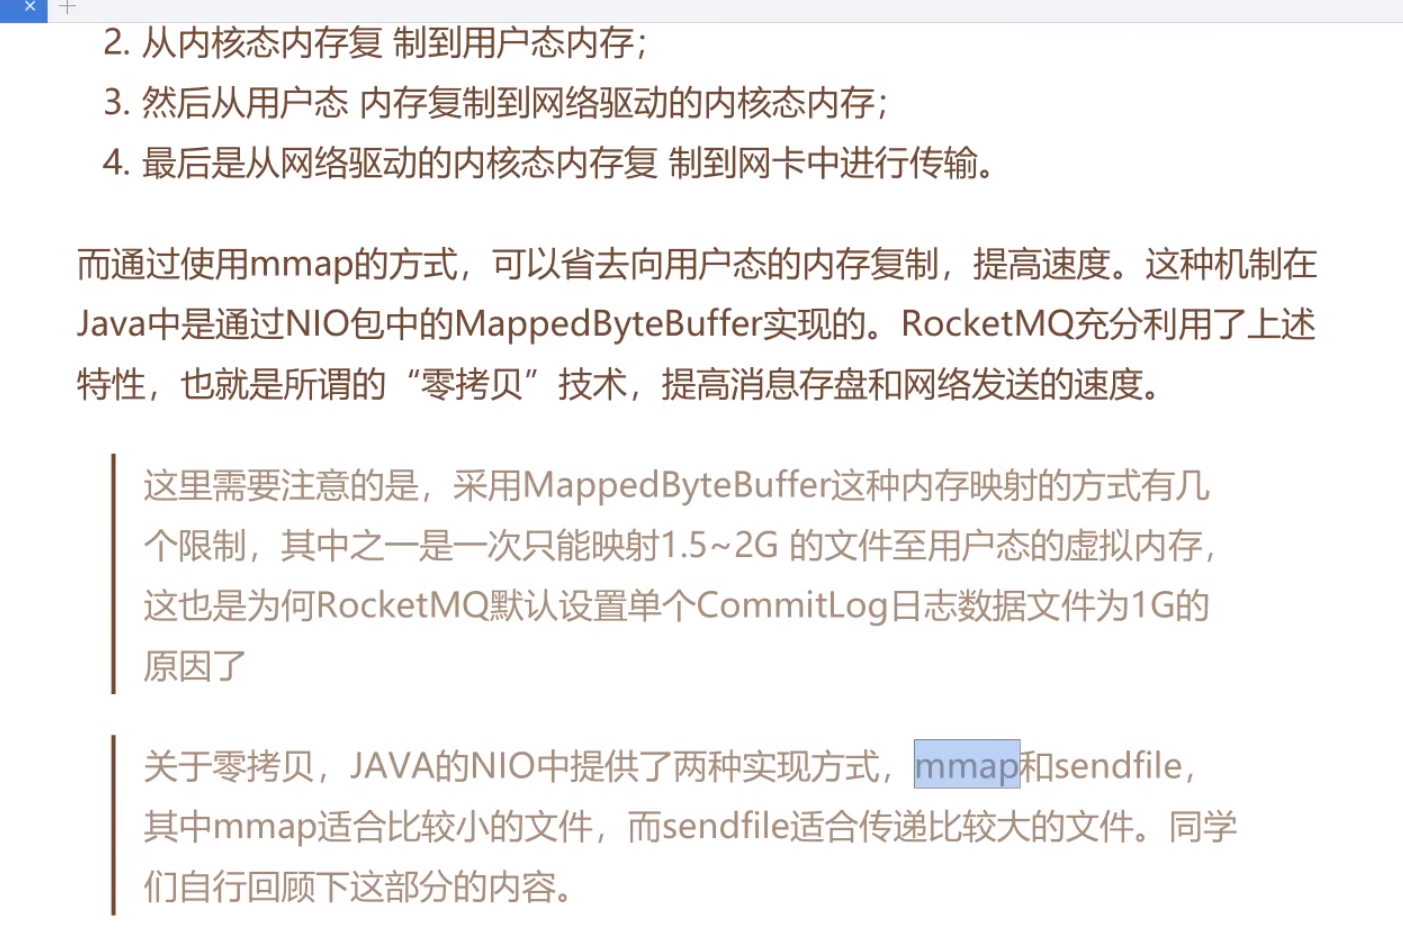 2. 从内核态内存复 制到用户态内存;
3. 然后从用户态 内存复制到网络驱动的内核态内存;
4. 最后是从网络驱动的内核态内存复 制到网卡中进行传输。
而通过使用mmap的方式，可以省去向用户态的内存复制，提高速度。这种机制在
Java中是通过NIO包中的MappedByteBuffer实现的。RocketMQ充分利用了上述
特性，也就是所谓的“零拷贝”技术，提高消息存盘和网络发送的速度。
这里需要注意的是，采用MappedByteBuffer这种内存映射的方式有几
个限制，其中之一是一次只能映射1.5~2G 的文件至用户态的虚拟内存，
这也是为何RocketMQ默认设置单个CommitLog日志数据文件为1G的
原因了
关于零拷贝，JAVA的NIO中提供了两种实现方式，mmap和sendfile，
其中mmap适合比较小的文件，而sendfile适合传递比较大的文件。同学
们自行回顾下这部分的内容。